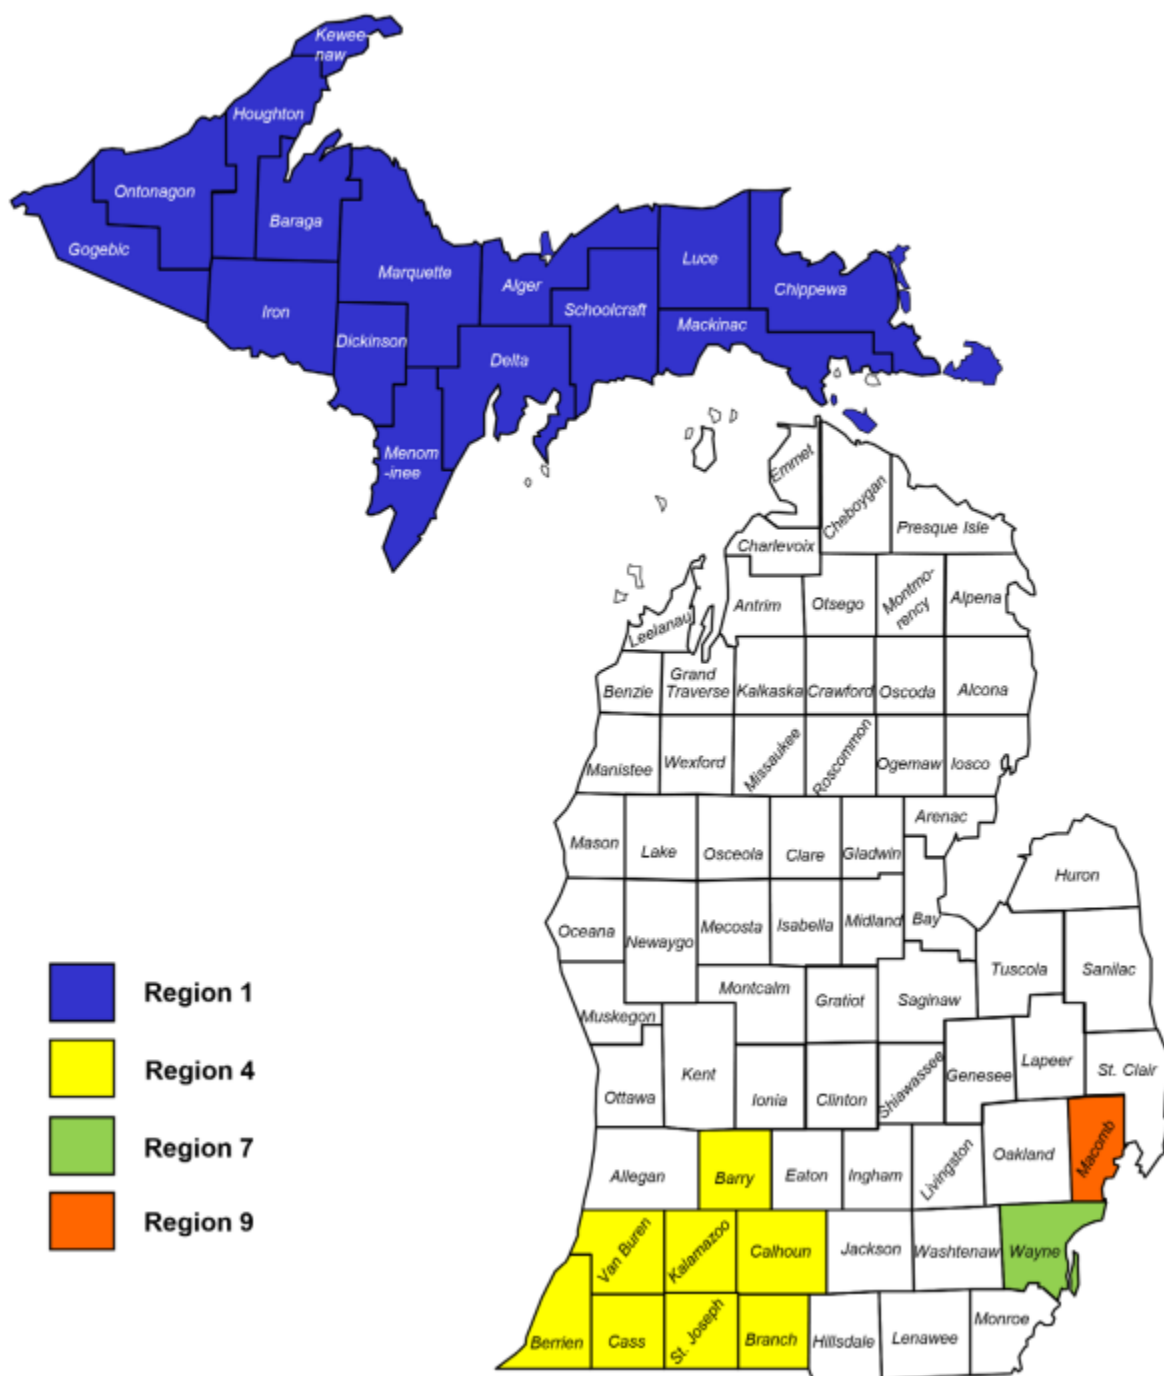 Kewee-
naw
Houghton
Ontonagon
Baraga
Gogebic
Marquette
Alger
Luce
Chippewa
Iron
Schoolcraft
Mackinac
Dickinson
Delta
Menom
-inee
Emmet
Cheboygan
Presque Isle
Charlevoix
Antrim
Otsego
Montmo-
rency
Alpena
Leelanau
Benzie
Grand
Traverse
Kalkaska
Crawford
Oscoda
Alcona
Manistee
Wexford
Missaukee
Roscommon
Ogemaw
Iosco
Arenac
Mason
Lake
Osceola
Clare
Gladwin
Huron
Oceana
Newaygo
Mecosta
Isabella
Midland
Bay
Tuscola
Sanilac
Muskegon
Montcalm
Gratiot
Saginaw
Ottawa
Kent
Ionia
Clinton
Shiawassee
Genesee
Lapeer
St. Clair
Allegan
Barry
Eaton
Ingham
Livingston
Oakland
Macomb
Van Buren
Kalamazoo
Calhoun
Jackson
Washtenaw
Wayne
Berrien
Cass
St. Joseph
Branch
Hillsdale
Lenawee
Monroe
Region 1
Region 4
Region 7
Region 9